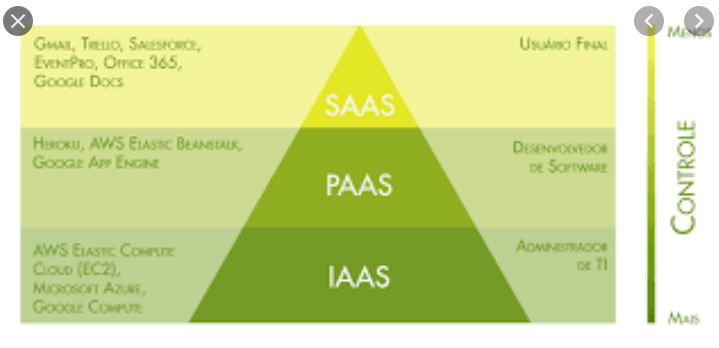 Gmail, Trello, Salesforce,
EventPro, Office 365,
Google Docs
SAAS
Usuário Final
Heroku, AWS Elastic Beanstalk,
Google App Engine
PAAS
Desenvolvedor
de Software
AWS Elastic Compute
Cloud (EC2),
Microsoft Azure,
Google Compute
IAAS
Administrador
de TI
Menos
Controle
Mais